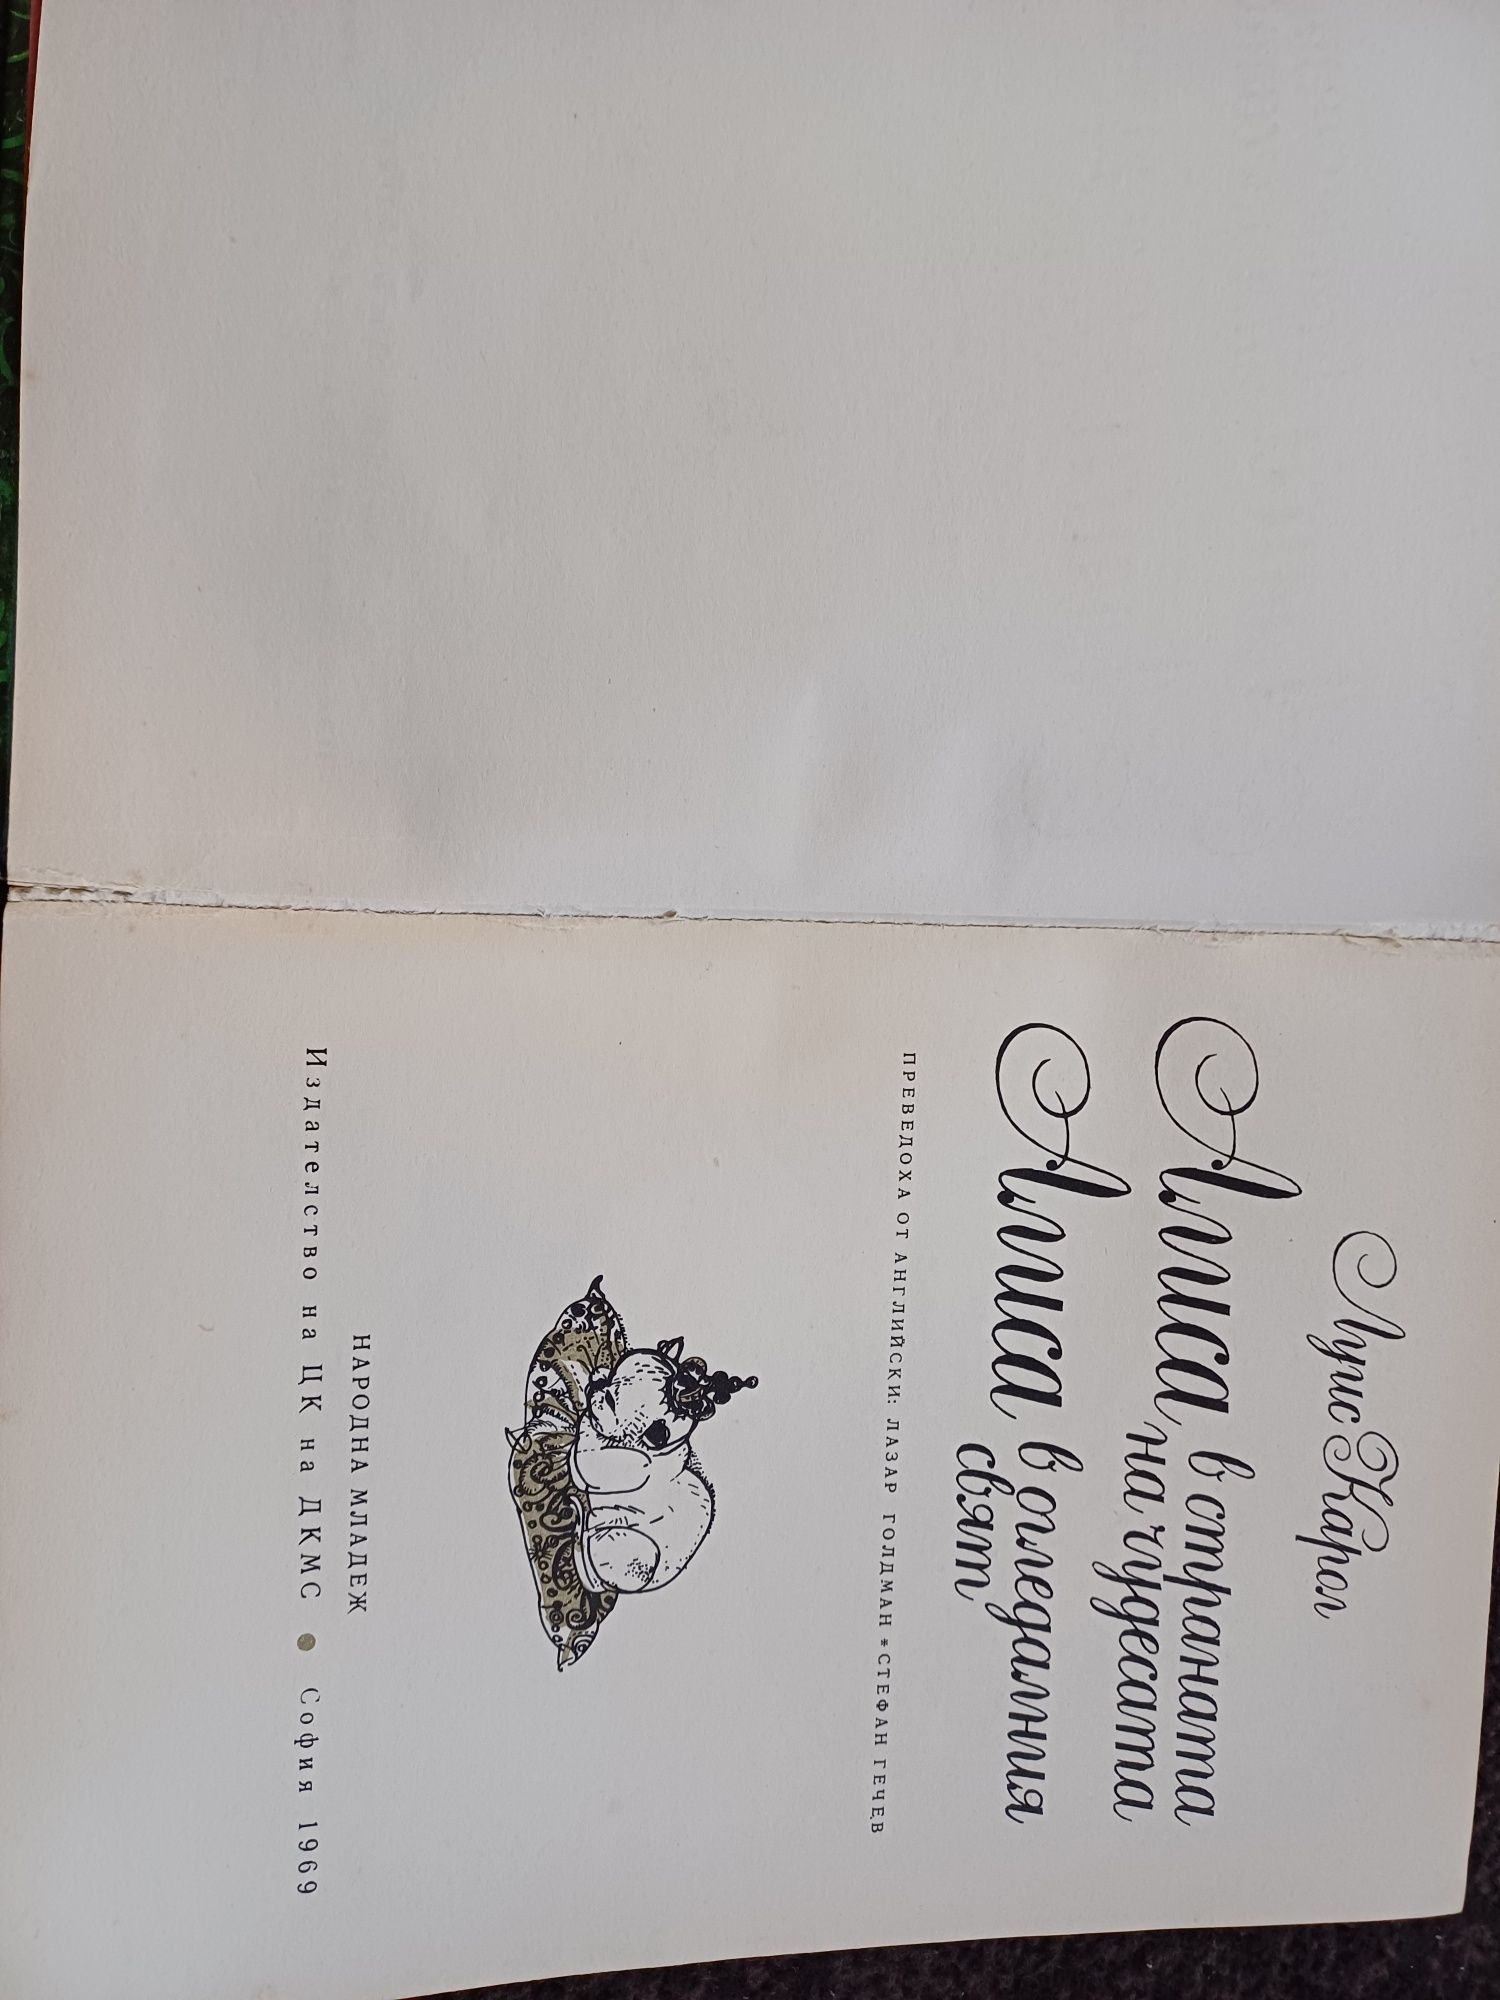 Луис Карол
Алиса в страната
на чудесата
Алиса в огледалния
свят
ПРЕВЕДОХА ОТ АНГЛИЙСКИ: ЛАЗАР ГОЛДМАН * СТЕФАН ГЕЧЕВ
НАРОДНА МЛАДЕЖ
Издателство на ЦК на ДКМС • София 1969